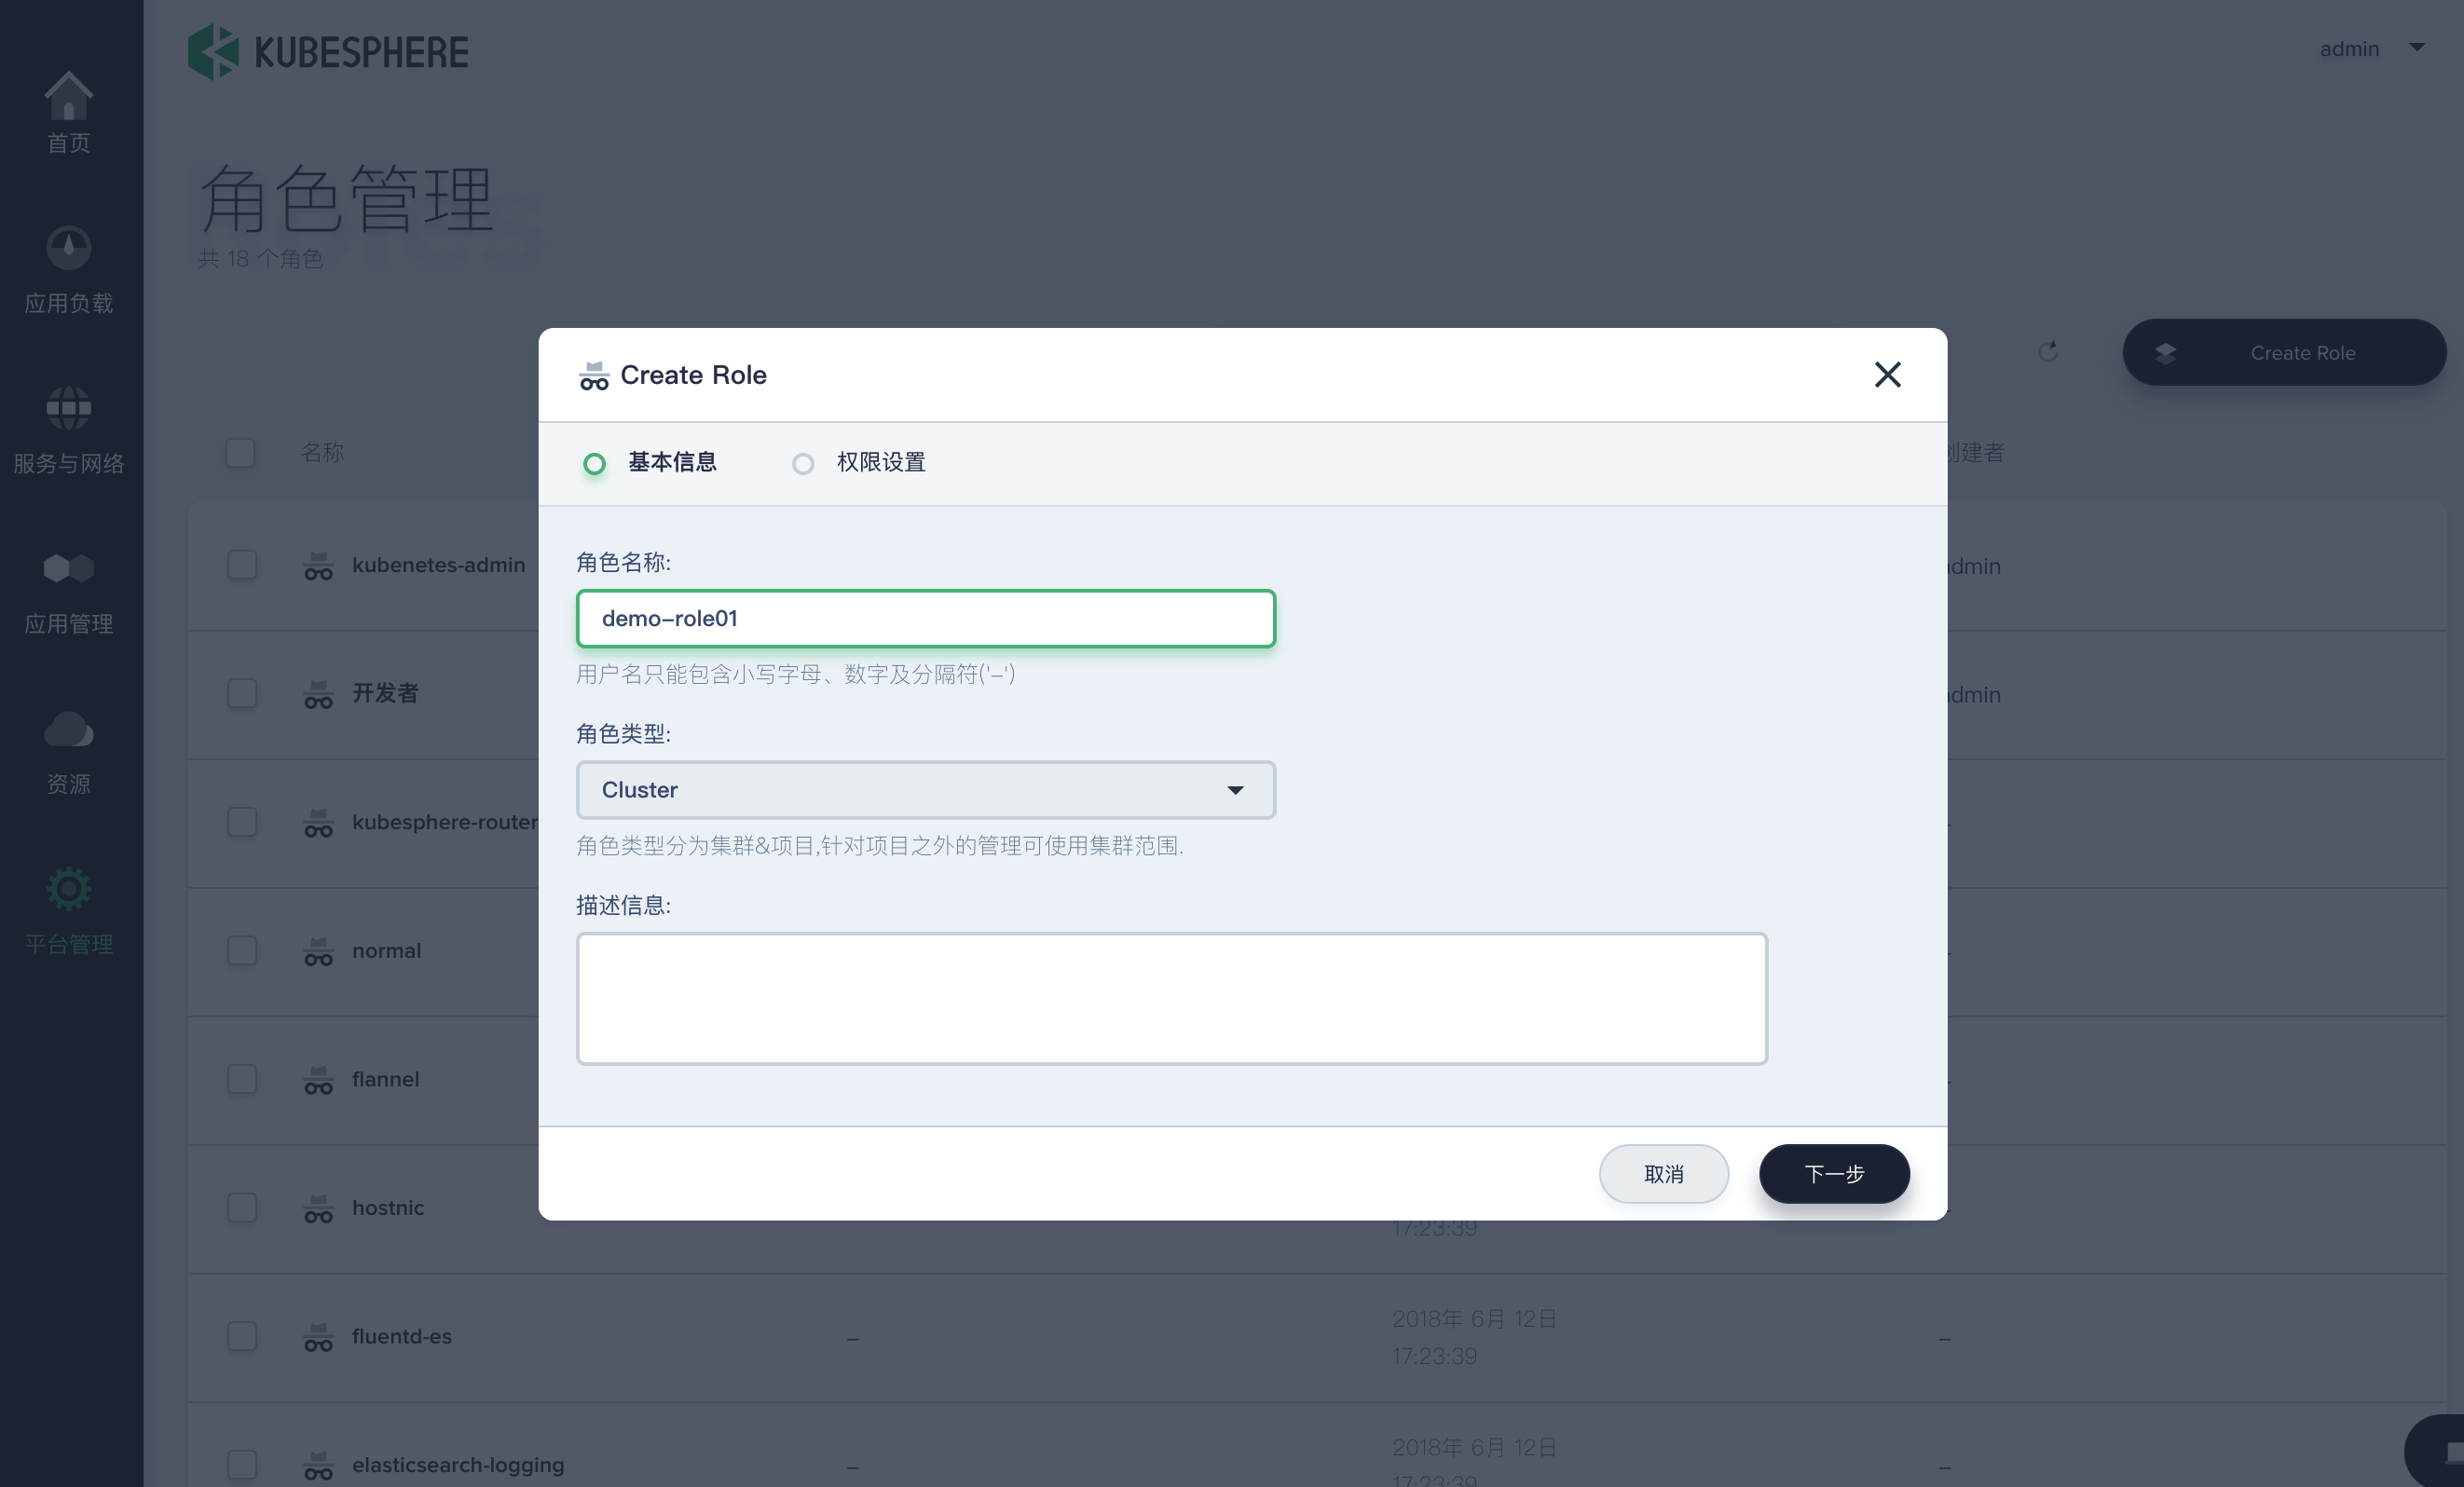 KUBESPHERE
admin
首页
角色管理
共 18 个角色
应用负载
服务与网络
应用管理
资源
平台管理
Create Role
名称
创建者
kubenetes-admin
开发者
admin
kubesphere-router
normal
flannel
hostnic
17:23:39
fluentd-es
–
2018年 6月 12日
17:23:39
–
elasticsearch-logging
–
2018年 6月 12日
17:23:39
–
Create Role
基本信息
权限设置
角色名称:
demo–role01
用户名只能包含小写字母、数字及分隔符('–')
角色类型:
Cluster
角色类型分为集群&项目,针对项目之外的管理可使用集群范围.
描述信息:
取消
下一步